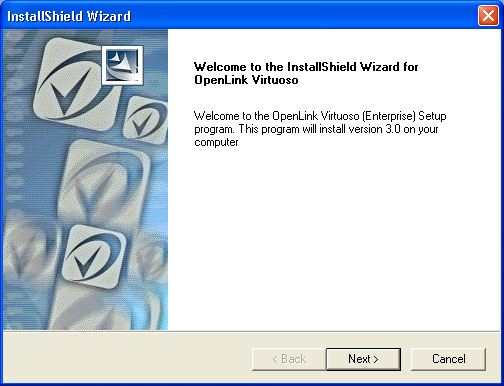 InstallShield Wizard
Welcome to the InstallShield Wizard for
OpenLink Virtuoso
Welcome to the OpenLink Virtuoso (Enterprise) Setup
program. This program will install version 3.0 on your
computer
< Back
Next >
Cancel